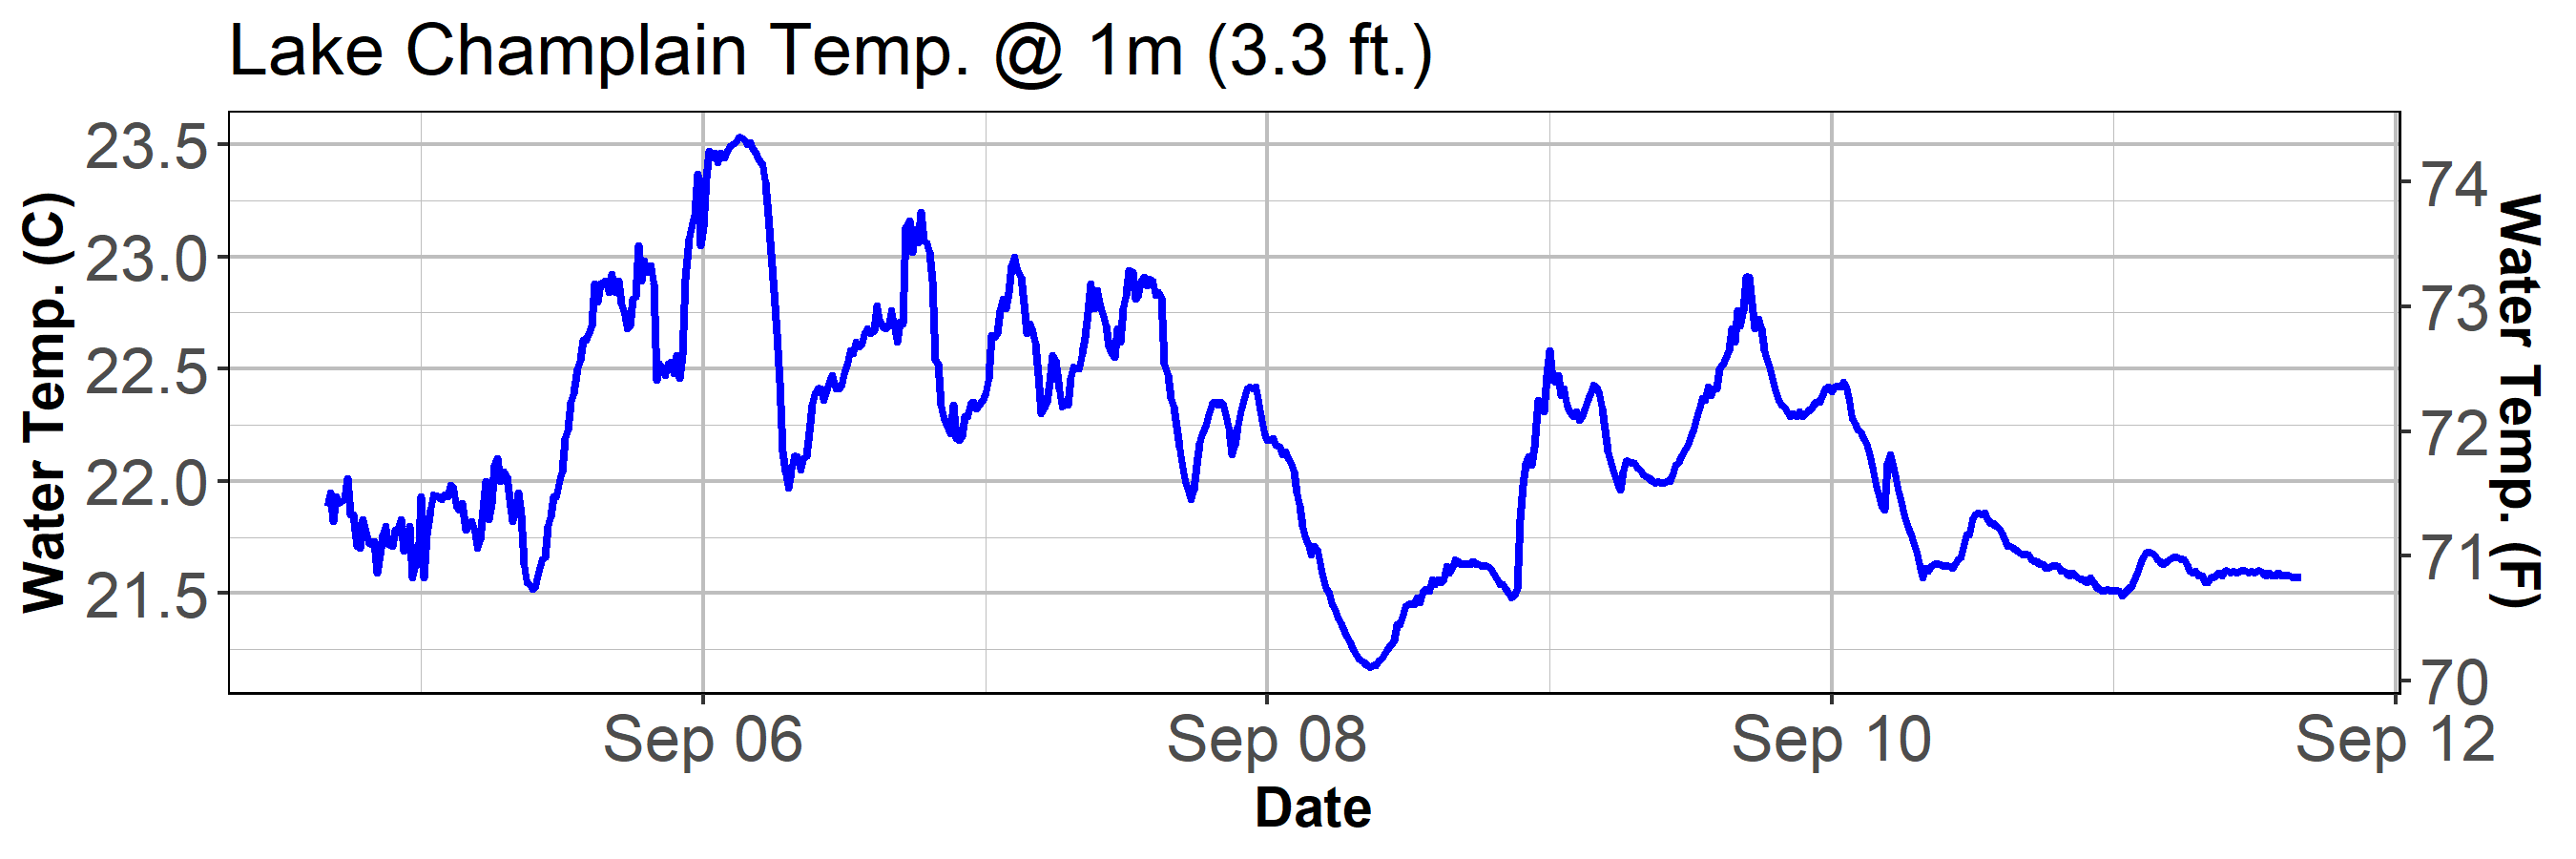 Lake Champlain Temp. @ 1m (3.3 ft.)
Water Temp. (C)
23.5
23.0
22.5
22.0
21.5
74
73
72
71
70
Water Temp. (F)
Sep 06
Sep 08
Sep 10
Sep 12
Date